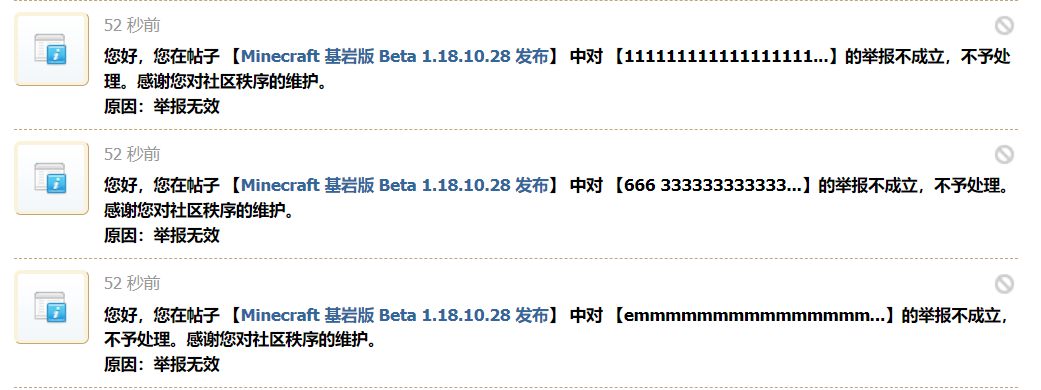 52 秒前
您好，您在帖子 【Minecraft 基岩版 Beta 1.18.10.28 发布】 中对 【111111111111111111...】的举报不成立，不予处
理。感谢您对社区秩序的维护。
原因：举报无效
52 秒前
您好，您在帖子 【Minecraft 基岩版 Beta 1.18.10.28 发布】 中对 【666 333333333333...】的举报不成立，不予处理。
感谢您对社区秩序的维护。
原因：举报无效
52 秒前
您好，您在帖子 【Minecraft 基岩版 Beta 1.18.10.28 发布】 中对 【emmmmmmmmmmmmmmm...】的举报不成立，
不予处理。感谢您对社区秩序的维护。
原因：举报无效